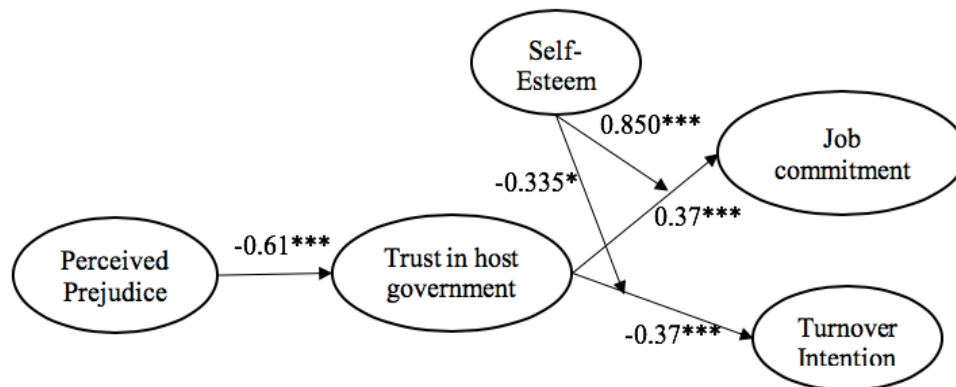 Self-
Esteem
0.850***
Job
commitment
-0.335*
0.37***
-0.61***
Perceived
Prejudice
Trust in host
government
-0.37***
Turnover
Intention